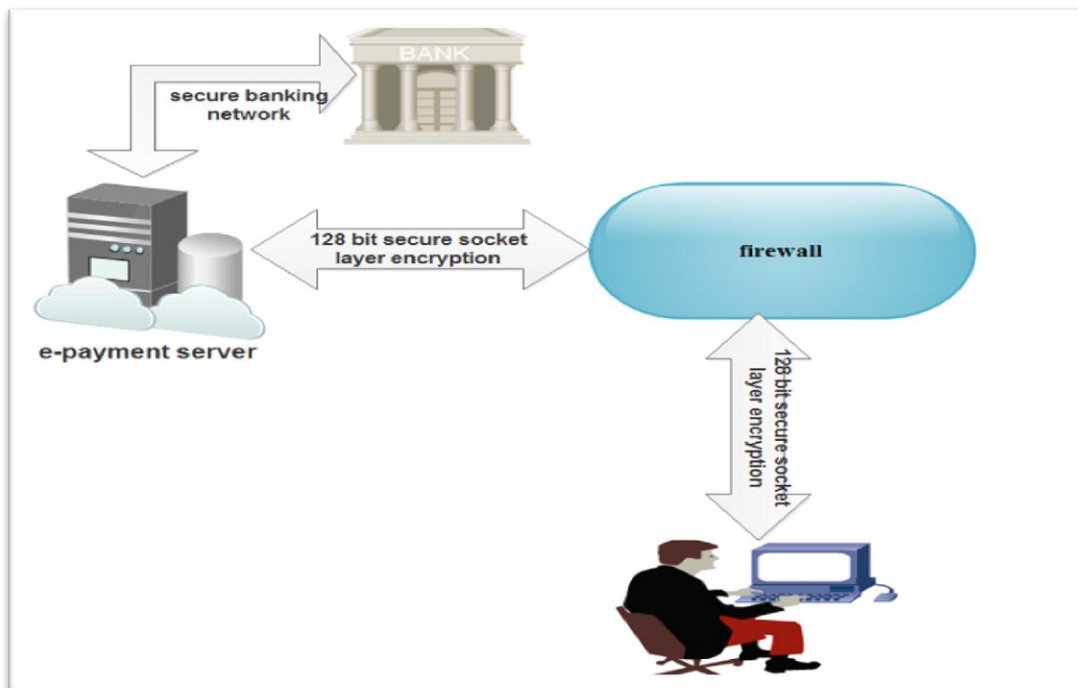 BANK
secure banking
network
128 bit secure socket
layer encryption
firewall
e-payment server
128 bit secure socket
layer encryption